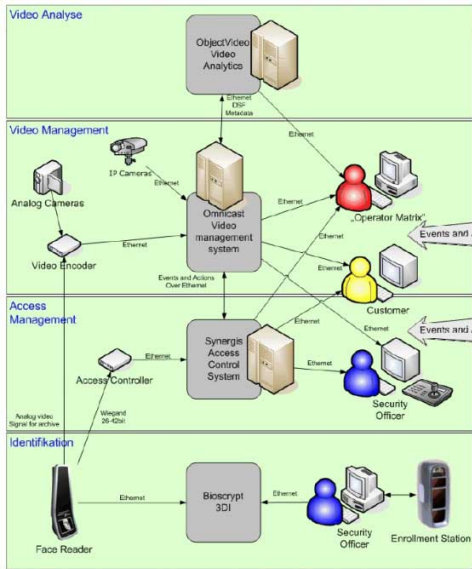 Video Analyse
ObjectVideo
Video
Analytics
Ethernet
DSF
Metadata
Ethernet
Video Management
IP Cameras
Ethernet
Analog Cameras
Omnicast Video
management
system
Ethernet
„Operator Matrix"
Video Encoder
Ethernet
Ethernet
Ethernet
Events and
Customer
Events and Actions
Over Ethernet
Ethernet
Access
Management
Ethernet
Ethernet
Events and
Synergis
Access
Control
System
Ethernet
Access Controller
Ethernet
Security
Officer
Analog video
Signal for archive
Wiegand
26-42bit
Identifikation
Ethernet
Bioscrypt
3DI
Ethernet
Face Reader
Security
Officer
Enrollment Station